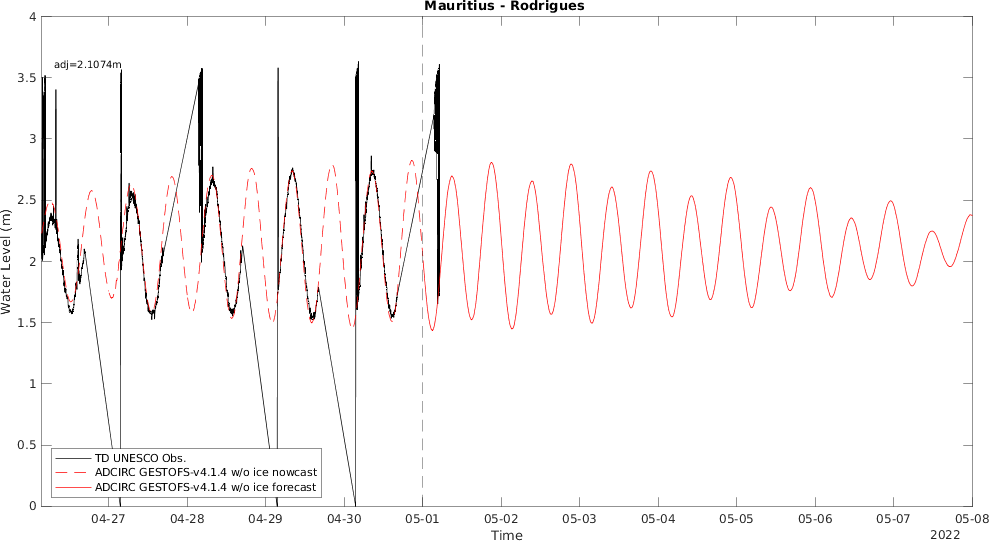 Mauritius - Rodrigues
adj=2.1074m
4
3.5
3
2.5
2
1.5
1
0.5
0
Water Level (m)
TD UNESCO Obs.
ADCIRC GESTOFS-v4.1.4 w/o ice nowcast
ADCIRC GESTOFS-v4.1.4 w/o ice forecast
04-27 04-28 04-29 04-30 05-01 05-02 05-03 05-04 05-05 05-06 05-07 05-08
Time
2022